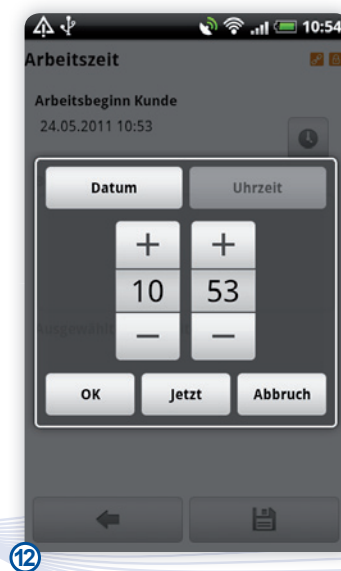 10:54
Arbeitszeit
Arbeitsbeginn Kunde
24.05.2011 10:53
Datum Uhrzeit
+ +
10 53
– –
OK Jetzt Abbruch
12